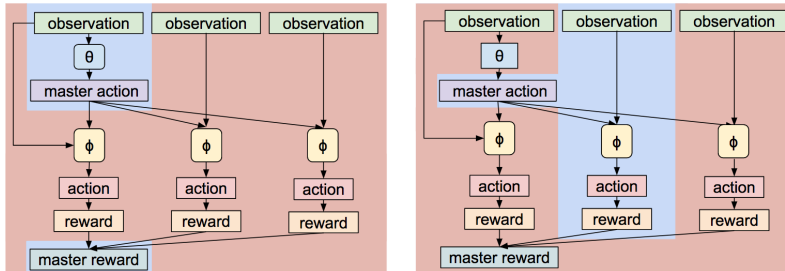 observation observation observation
θ
master action
ϕ ϕ ϕ
action action action
reward reward reward
master reward
observation observation observation
θ
master action
ϕ ϕ ϕ
action action action
reward reward reward
master reward